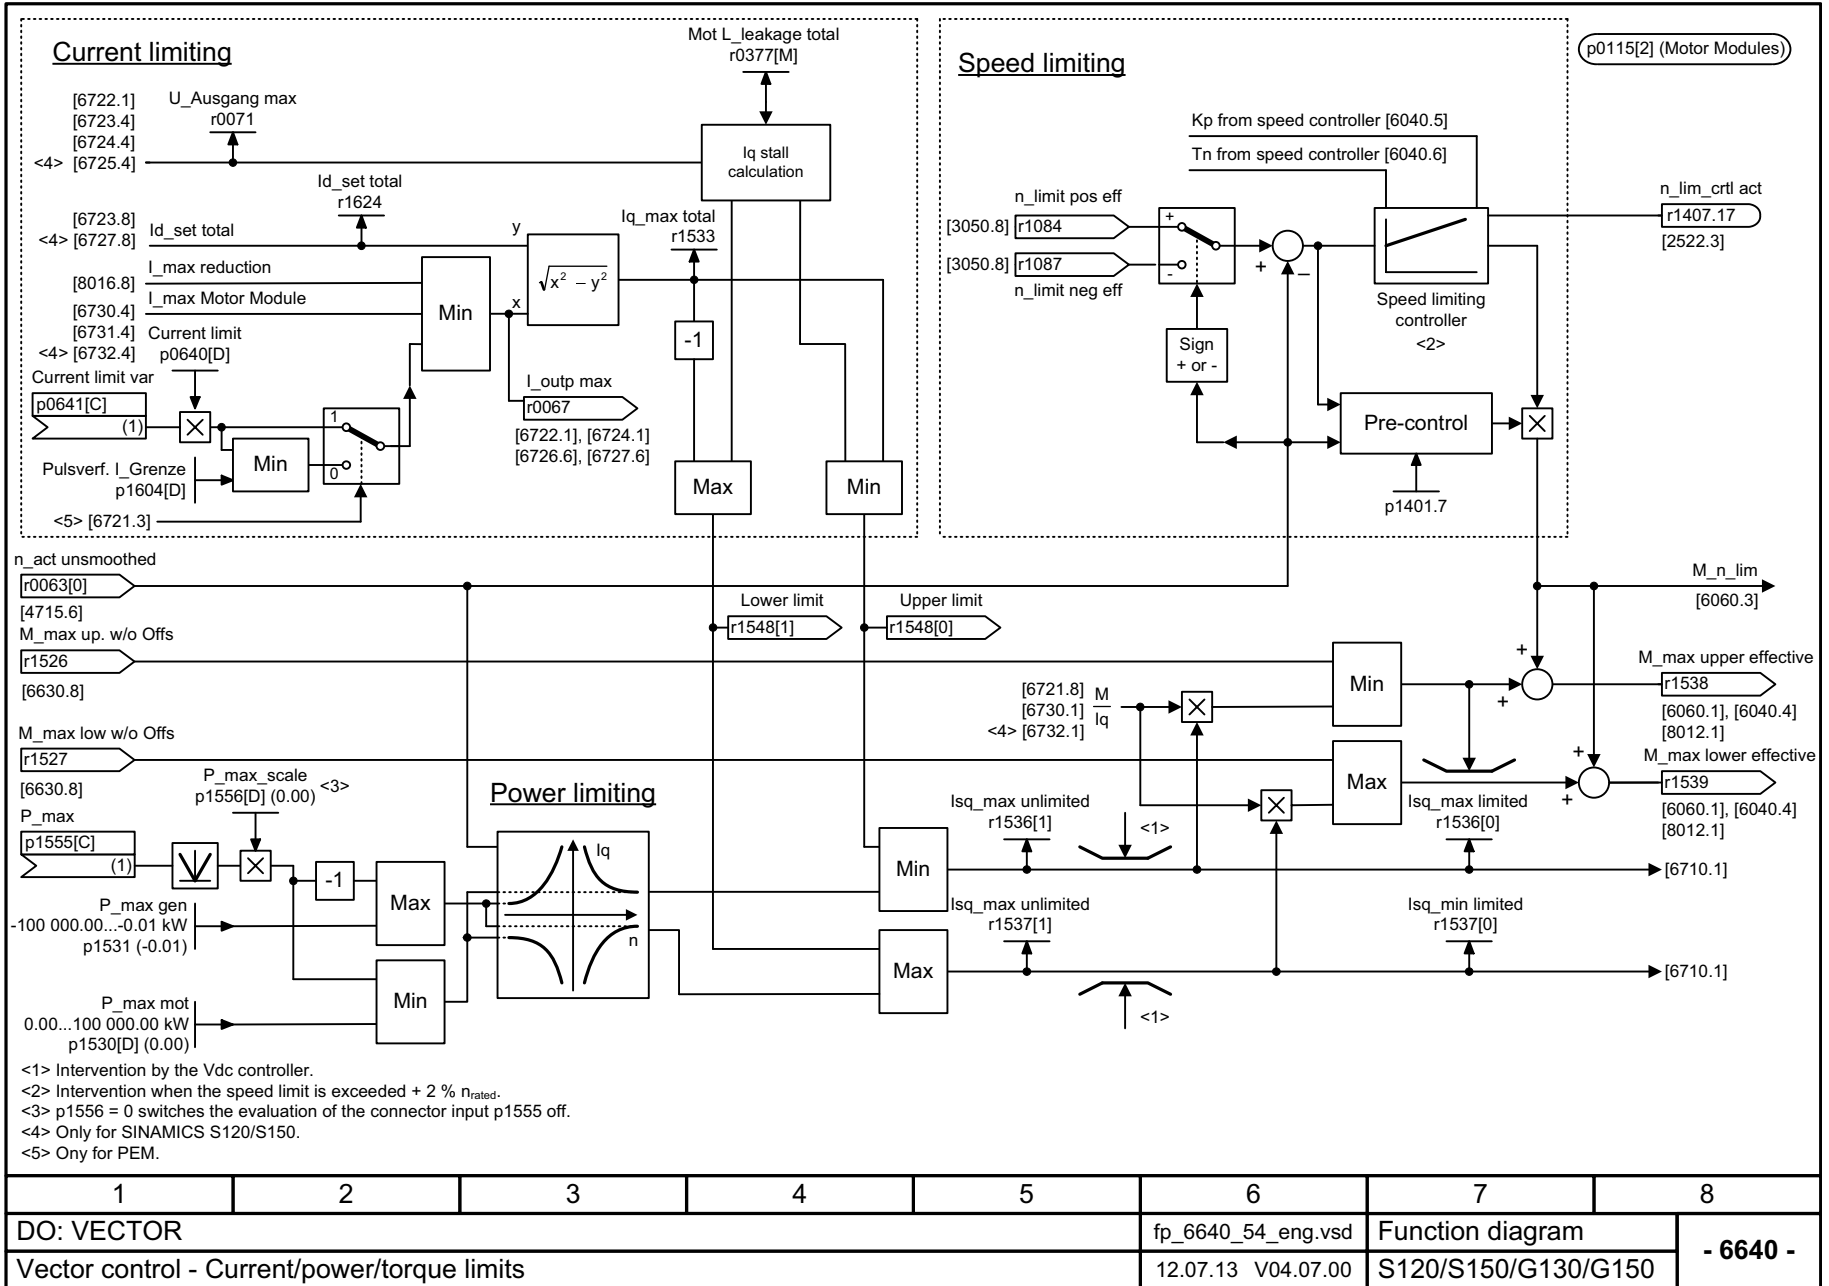 Current limiting
Mot L_leakage total
r0377[M]
[6722.1]
[6723.4]
[6724.4]
<4> [6725.4]
U_Ausgang max
r0071
Iq stall
calculation
Id_set total
r1624
[6723.8]
<4> [6727.8]
Id_set total
y
Iq_max total
r1533
√x² – y²
I_max reduction
[8016.8]
I_max Motor Module
[6730.4]
[6731.4]
<4> [6732.4]
Min
x
-1
Current limit
p0640[D]
Current limit var
p0641[C]
(1)
I_outp max
r0067
[6722.1], [6724.1]
[6726.6], [6727.6]
1
0
Min
Pulsverf. I_Grenze
p1604[D]
<5> [6721.3]
Max
Min
Speed limiting
p0115[2] (Motor Modules)
Kp from speed controller [6040.5]
Tn from speed controller [6040.6]
n_limit pos eff
[3050.8]
r1084
[3050.8]
r1087
n_limit neg eff
+
-
+
–
n_lim_crtl act
r1407.17
[2522.3]
Speed limiting
controller
<2>
Sign
+ or -
Pre-control
p1401.7
n_act unsmoothed
r0063[0]
[4715.6]
M_n_lim
[6060.3]
Lower limit
r1548[1]
Upper limit
r1548[0]
M_max up. w/o Offs
r1526
[6630.8]
[6721.8]
[6730.1]
<4> [6732.1]
M
Iq
Min
+
+
M_max upper effective
r1538
[6060.1], [6040.4]
[8012.1]
M_max low w/o Offs
r1527
[6630.8]
Max
+
+
M_max lower effective
r1539
[6060.1], [6040.4]
[8012.1]
P_max_scale
p1556[D] (0.00)
<3>
P_max
p1555[C]
(1)
-1
Power limiting
Iq
n
Max
Min
P_max gen
-100 000.00...-0.01 kW
p1531 (-0.01)
P_max mot
0.00...100 000.00 kW
p1530[D] (0.00)
Min
Max
Isq_max unlimited
r1536[1]
<1>
Isq_max limited
r1536[0]
[6710.1]
Isq_max unlimited
r1537[1]
<1>
Isq_min limited
r1537[0]
[6710.1]
<1> Intervention by the Vdc controller.
<2> Intervention when the speed limit is exceeded + 2 % nrated.
<3> p1556 = 0 switches the evaluation of the connector input p1555 off.
<4> Only for SINAMICS S120/S150.
<5> Ony for PEM.
1 2 3 4 5 6 7 8
DO: VECTOR
fp_6640_54_eng.vsd
Function diagram
- 6640 -
Vector control - Current/power/torque limits
12.07.13 V04.07.00
S120/S150/G130/G150